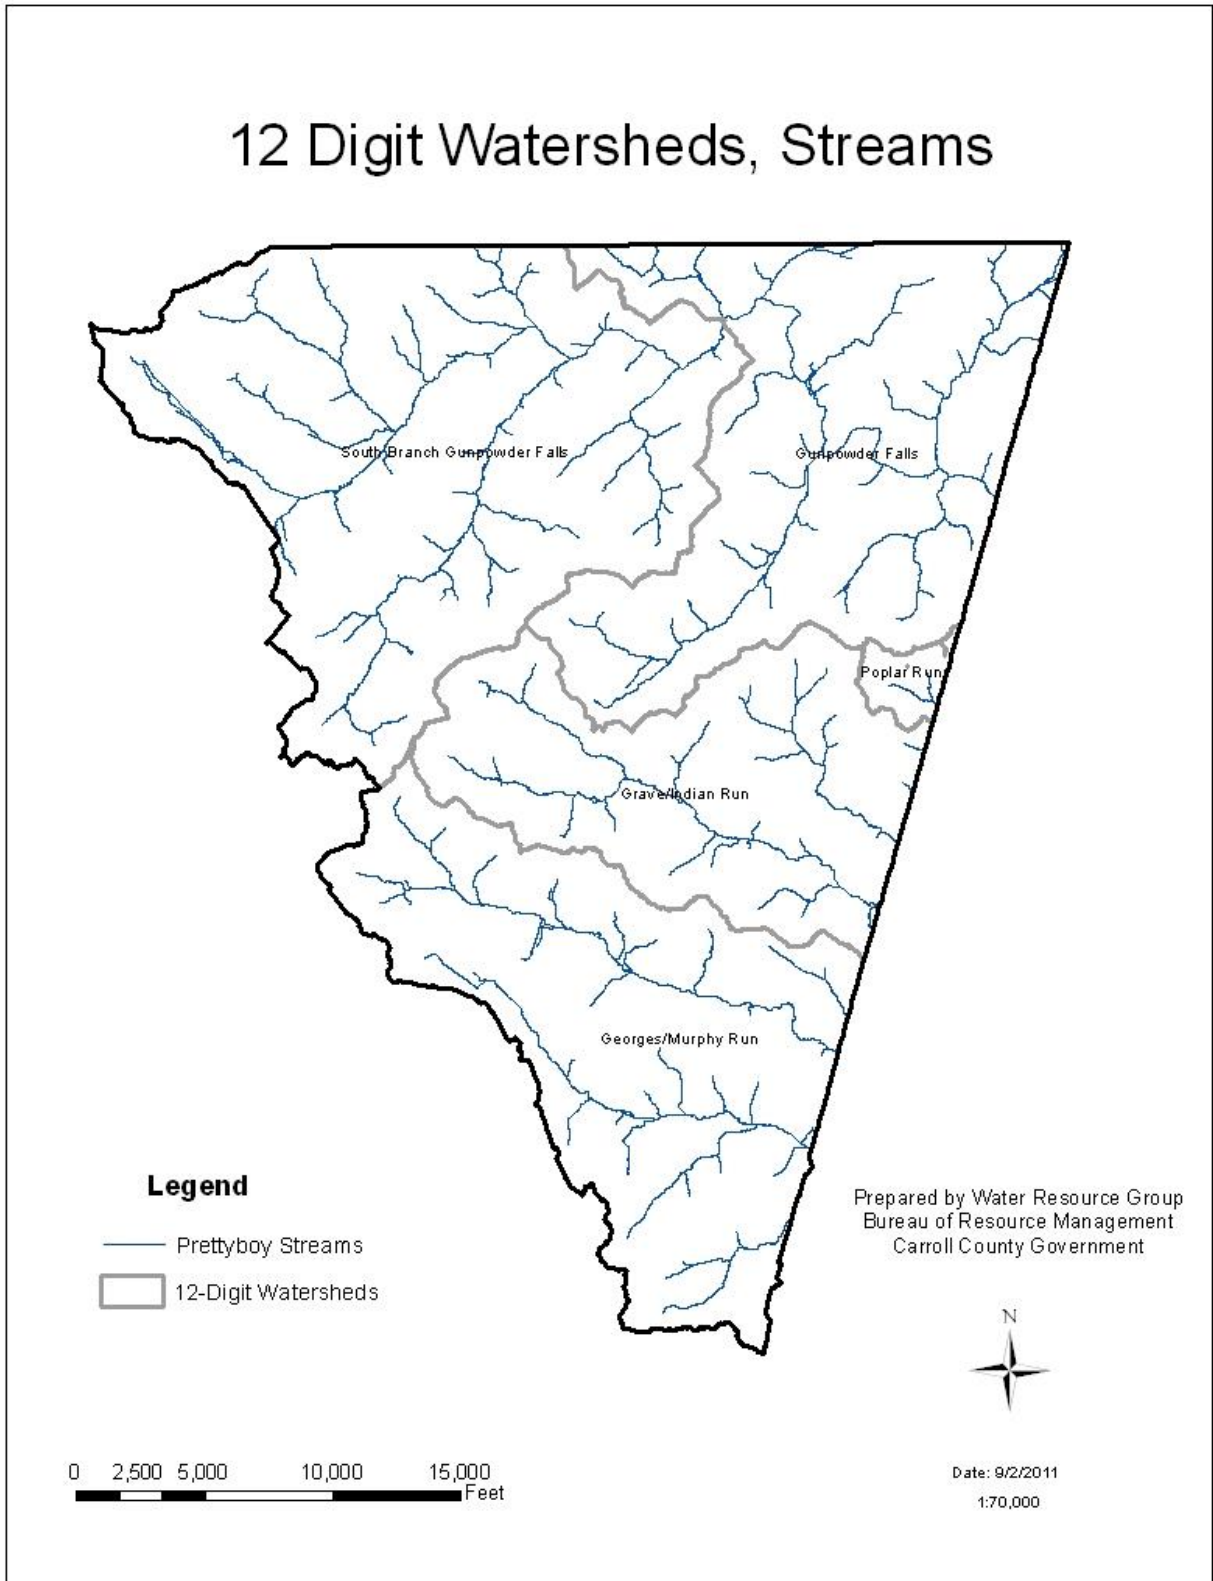 12 Digit Watersheds, Streams
South Branch Gunpowder Falls
Gunpowder Falls
Poplar Run
Grave/Indian Run
Georges/Murphy Run
Legend
Prettyboy Streams
12-Digit Watersheds
Prepared by Water Resource Group
Bureau of Resource Management
Carroll County Government
N
0 2,500 5,000 10,000 15,000
Feet
Date: 9/2/2011
1:70,000